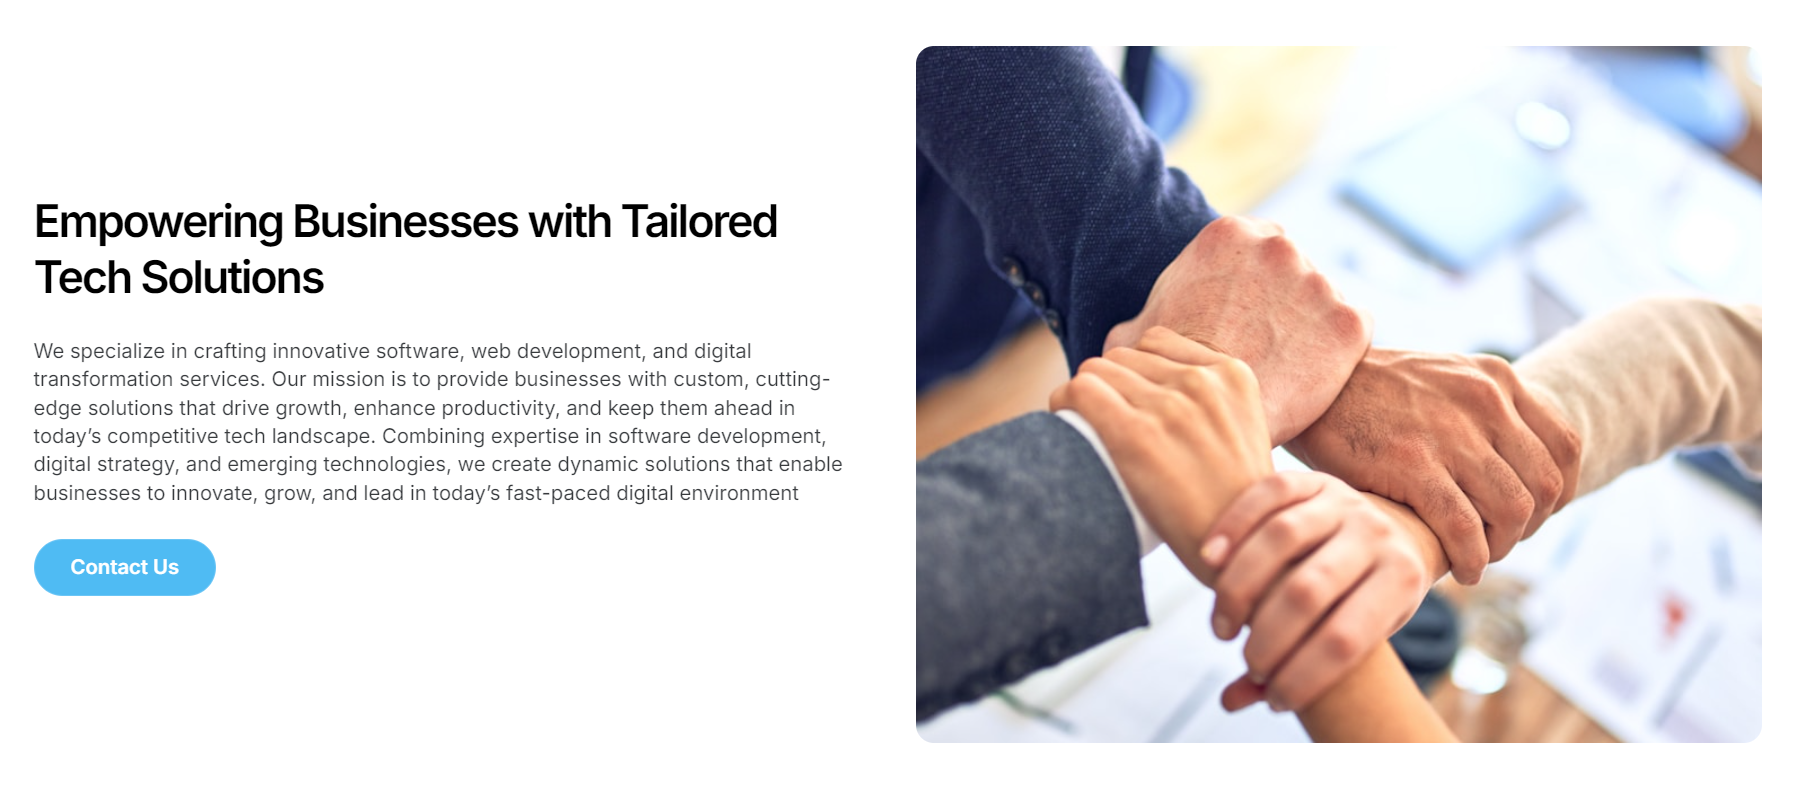 Empowering Businesses with Tailored
Tech Solutions
We specialize in crafting innovative software, web development, and digital
transformation services. Our mission is to provide businesses with custom, cutting-
edge solutions that drive growth, enhance productivity, and keep them ahead in
today’s competitive tech landscape. Combining expertise in software development,
digital strategy, and emerging technologies, we create dynamic solutions that enable
businesses to innovate, grow, and lead in today’s fast-paced digital environment
Contact Us